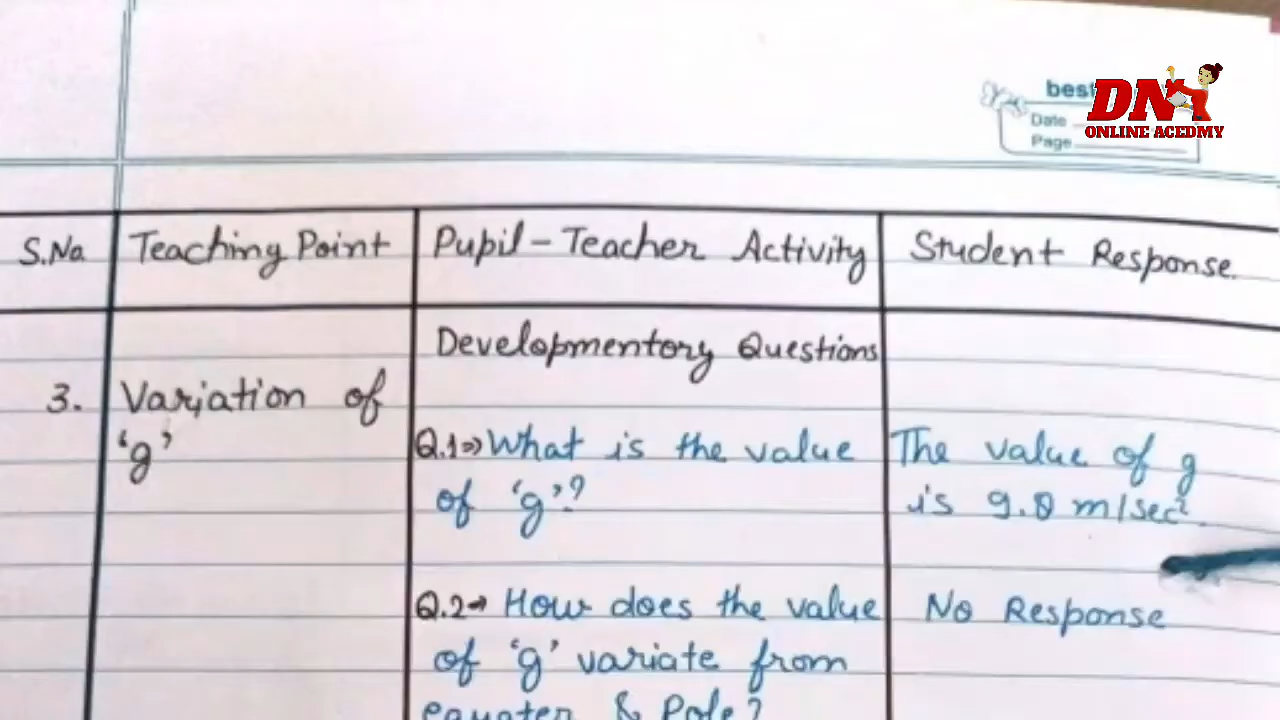 best
DN
ONLINE ACEDMY
Date
Page
S.No. Teaching Point Pupil-Teacher Activity Student Response.
Developmentory Questions
3. Variation of
'g'
Q.1⇒ What is the value
of 'g'?
The value of g
is 9.8 m/sec².
Q.2⇒ How does the value
of 'g' variate from
equator & Pole?
No Response